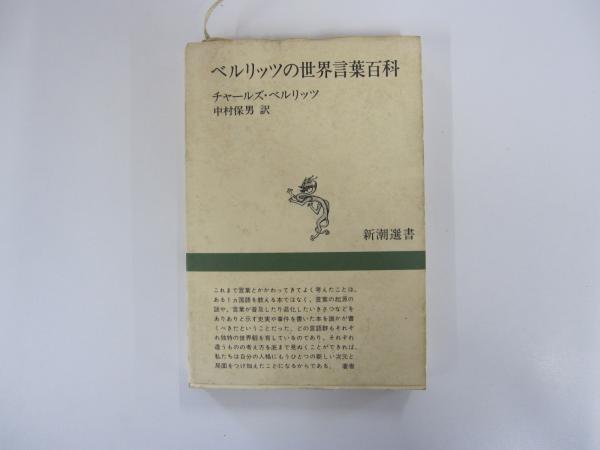 ベルリッツの世界言葉百科
チャールズ・ベルリッツ
中村保男 訳
新潮選書
これまで言葉とかかわってきてよく考えたことは、
ある1ヵ国語を教える本ではなく、言葉の起源の
謎や、言葉が普及したり退化したいきさつなどを
ありありと示す史実や事件を書いた本を誰かが書
くべきだということだった。どの言語群もそれぞ
れ独特の世界観を有しているのであり、それぞれ
違うものの考え方を底まで見ぬくことができれば、
私たちは自分の人格にもうひとつの新しい次元と
局面をつけ加えたことになるからである。 著者